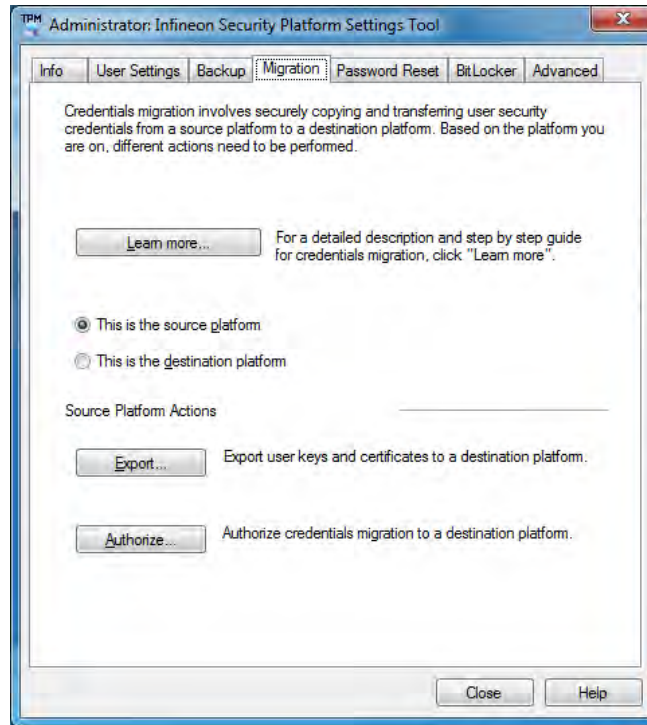 TPM Administrator: Infineon Security Platform Settings Tool
Info User Settings Backup Migration Password Reset BitLocker Advanced
Credentials migration involves securely copying and transferring user security
credentials from a source platform to a destination platform. Based on the platform you
are on, different actions need to be performed.
Learn more...
For a detailed description and step by step guide
for credentials migration, click "Learn more".
This is the source platform
This is the destination platform
Source Platform Actions
Export...
Export user keys and certificates to a destination platform.
Authorize...
Authorize credentials migration to a destination platform.
Close Help